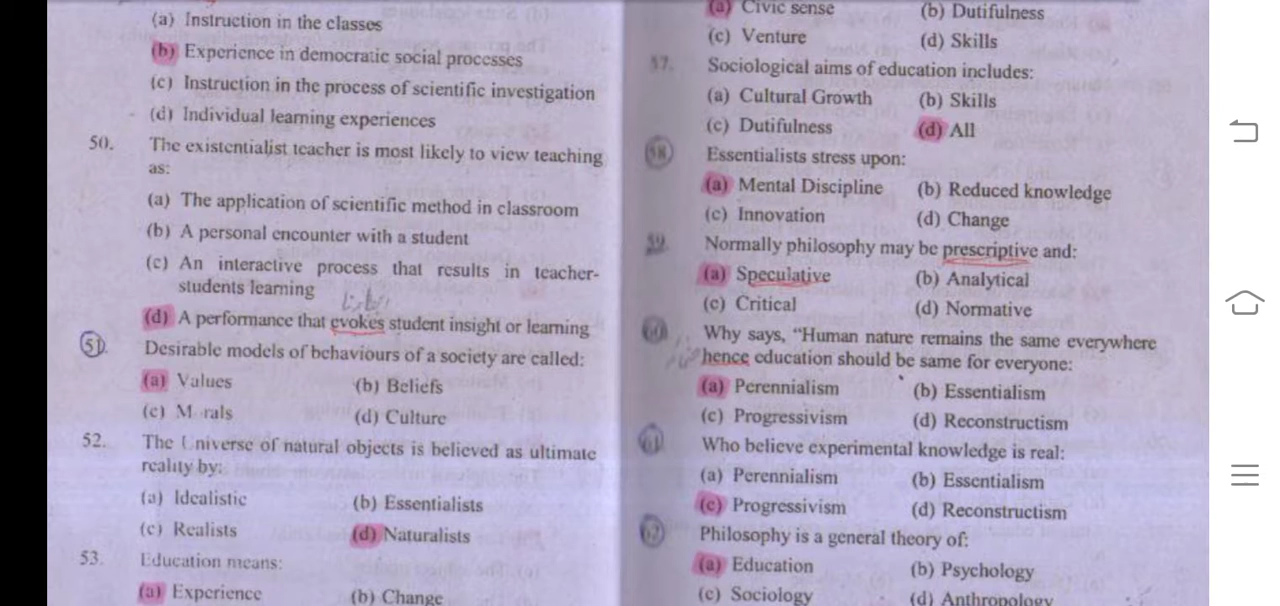 (a) Instruction in the classes
(b) Experience in democratic social processes
(c) Instruction in the process of scientific investigation
(d) Individual learning experiences
50. The existentialist teacher is most likely to view teaching
as:
(a) The application of scientific method in classroom
(b) A personal encounter with a student
(c) An interactive process that results in teacher-
students learning
(d) A performance that evokes student insight or learning
51. Desirable models of behaviours of a society are called:
(a) Values (b) Beliefs
(c) M rals (d) Culture
52. The Universe of natural objects is believed as ultimate
reality by:
(a) Idealistic (b) Essentialists
(c) Realists (d) Naturalists
53. Education means:
(a) Experience (b) Change
(a) Civic sense (b) Dutifulness
(c) Venture (d) Skills
57. Sociological aims of education includes:
(a) Cultural Growth (b) Skills
(c) Dutifulness (d) All
58 Essentialists stress upon:
(a) Mental Discipline (b) Reduced knowledge
(c) Innovation (d) Change
59. Normally philosophy may be prescriptive and:
(a) Speculative (b) Analytical
(c) Critical (d) Normative
60 Why says, “Human nature remains the same everywhere
hence education should be same for everyone:
(a) Perennialism (b) Essentialism
(c) Progressivism (d) Reconstructism
61 Who believe experimental knowledge is real:
(a) Perennialism (b) Essentialism
(c) Progressivism (d) Reconstructism
62 Philosophy is a general theory of:
(a) Education (b) Psychology
(c) Sociology (d) Anthropology